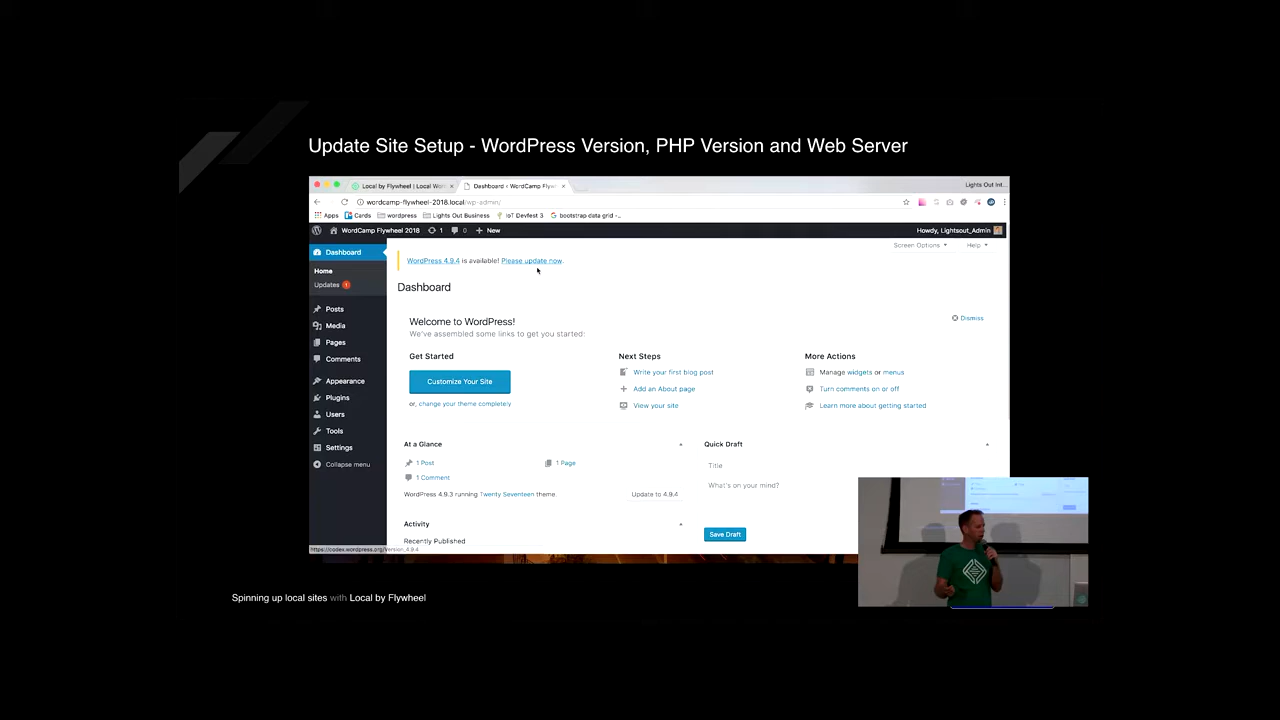 Update Site Setup - WordPress Version, PHP Version and Web Server
Local by Flywheel | Local Wor
Dashboard ‹ WordCamp Flyw
Lights Out Int...
wordcamp-flywheel-2018.local/wp-admin/
Apps Cards wordpress Lights Out Business IoT Devfest 3 bootstrap data grid -...
WordCamp Flywheel 2018 1 0 + New
Howdy, Lightsout_Admin
Screen Options Help
Dashboard
Home
Updates 1
Posts
Media
Pages
Comments
Appearance
Plugins
Users
Tools
Settings
Collapse menu
WordPress 4.9.4 is available! Please update now.
Dashboard
Welcome to WordPress!
We've assembled some links to get you started:
Dismiss
Get Started
Customize Your Site
or, change your theme completely
Next Steps
Write your first blog post
Add an About page
View your site
More Actions
Manage widgets or menus
Turn comments on or off
Learn more about getting started
At a Glance
1 Post
1 Page
1 Comment
WordPress 4.9.3 running Twenty Seventeen theme.
Update to 4.9.4
Activity
Recently Published
Quick Draft
Title
What's on your mind?
Save Draft
https://codex.wordpress.org/Version_4.9.4
Spinning up local sites with Local by Flywheel